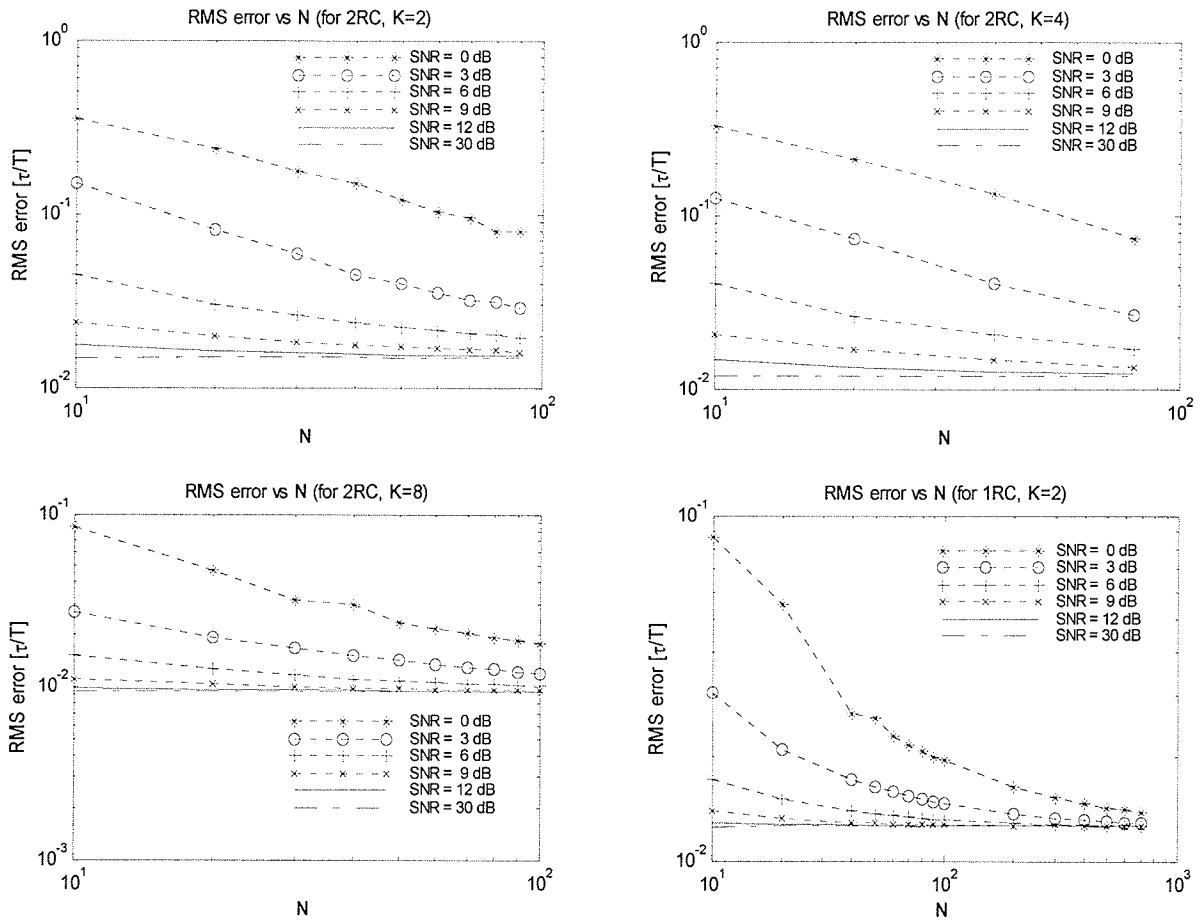 RMS error vs N (for 2RC, K=2)
10^0
SNR = 0 dB
SNR = 3 dB
SNR = 6 dB
SNR = 9 dB
SNR = 12 dB
SNR = 30 dB
RMS error [τ/T]
10^-1
10^-2
10^1
10^2
N
RMS error vs N (for 2RC, K=4)
10^0
SNR = 0 dB
SNR = 3 dB
SNR = 6 dB
SNR = 9 dB
SNR = 12 dB
SNR = 30 dB
RMS error [τ/T]
10^-1
10^-2
10^1
10^2
N
RMS error vs N (for 2RC, K=8)
10^-1
RMS error [τ/T]
10^-2
SNR = 0 dB
SNR = 3 dB
SNR = 6 dB
SNR = 9 dB
SNR = 12 dB
SNR = 30 dB
10^-3
10^1
10^2
N
RMS error vs N (for 1RC, K=2)
10^-1
SNR = 0 dB
SNR = 3 dB
SNR = 6 dB
SNR = 9 dB
SNR = 12 dB
SNR = 30 dB
RMS error [τ/T]
10^-2
10^1
10^2
10^3
N